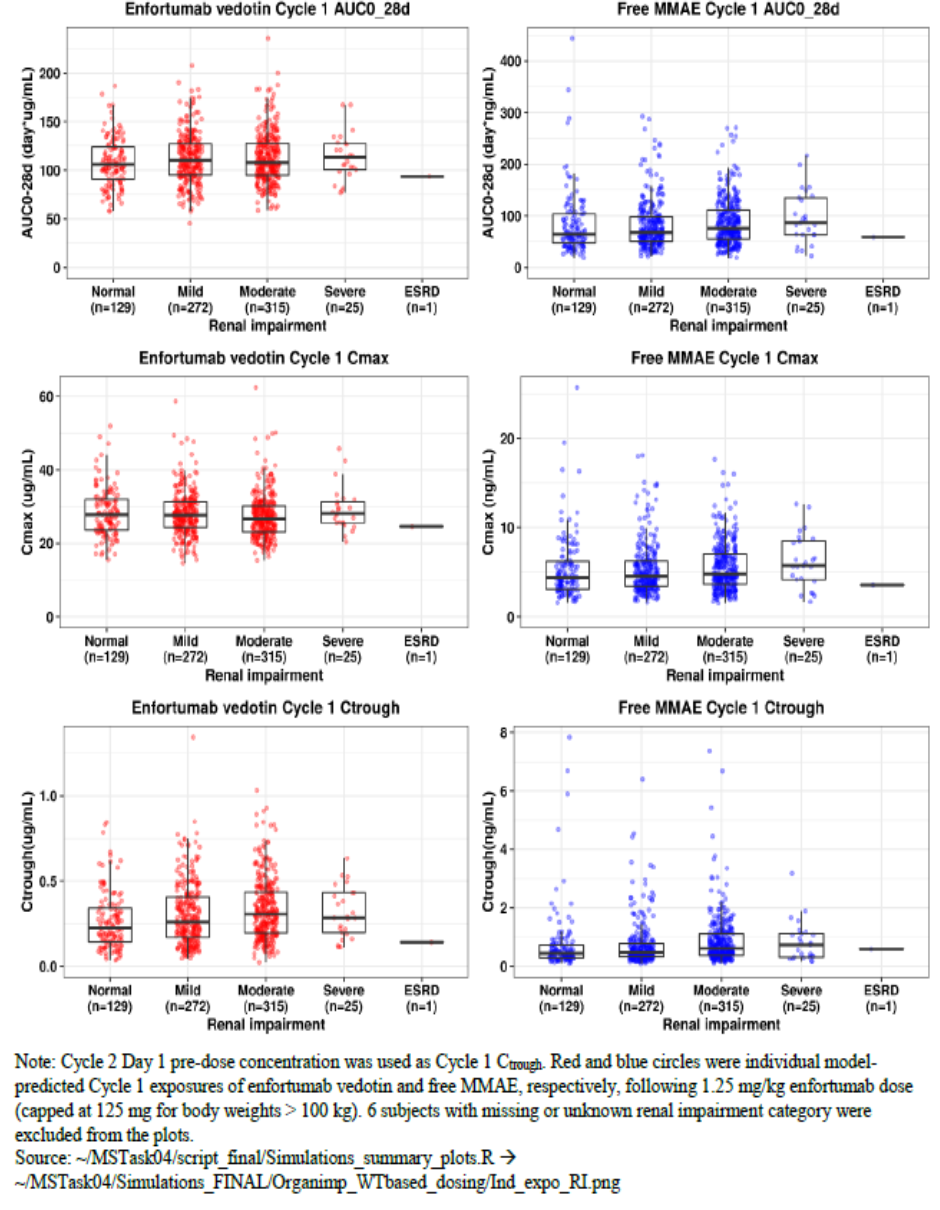 Enfortumab vedotin Cycle 1 AUC0_28d
AUC0-28d (day*ug/mL)
200
150
100
50
0
Normal Mild Moderate Severe ESRD
(n=129) (n=272) (n=315) (n=25) (n=1)
Renal impairment
Free MMAE Cycle 1 AUC0_28d
AUC0-28d (day*ng/mL)
400
300
200
100
0
Normal Mild Moderate Severe ESRD
(n=129) (n=272) (n=315) (n=25) (n=1)
Renal impairment
Enfortumab vedotin Cycle 1 Cmax
Cmax (ug/mL)
60
40
20
0
Normal Mild Moderate Severe ESRD
(n=129) (n=272) (n=315) (n=25) (n=1)
Renal impairment
Free MMAE Cycle 1 Cmax
Cmax (ng/mL)
20
10
0
Normal Mild Moderate Severe ESRD
(n=129) (n=272) (n=315) (n=25) (n=1)
Renal impairment
Enfortumab vedotin Cycle 1 Ctrough
Ctrough(ug/mL)
1.0
0.5
0.0
Normal Mild Moderate Severe ESRD
(n=129) (n=272) (n=315) (n=25) (n=1)
Renal impairment
Free MMAE Cycle 1 Ctrough
Ctrough(ng/mL)
8
6
4
2
0
Normal Mild Moderate Severe ESRD
(n=129) (n=272) (n=315) (n=25) (n=1)
Renal impairment
Note: Cycle 2 Day 1 pre-dose concentration was used as Cycle 1 Ctrough. Red and blue circles were individual model-
predicted Cycle 1 exposures of enfortumab vedotin and free MMAE, respectively, following 1.25 mg/kg enfortumab dose
(capped at 125 mg for body weights > 100 kg). 6 subjects with missing or unknown renal impairment category were
excluded from the plots.
Source: ~/MSTask04/script_final/Simulations_summary_plots.R →
~/MSTask04/Simulations_FINAL/Organimp_WTbased_dosing/Ind_expo_RI.png